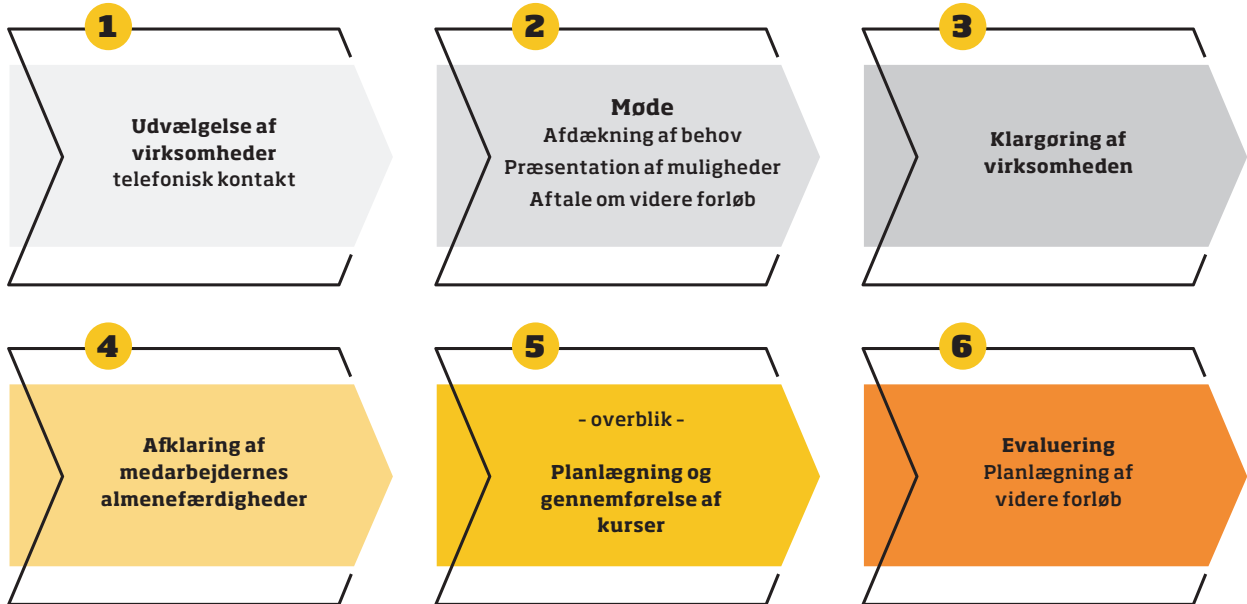 1
Udvælgelse af
virksomheder
telefonisk kontakt
2
Møde
Afdækning af behov
Præsentation af muligheder
Aftale om videre forløb
3
Klargøring af
virksomheden
4
Afklaring af
medarbejdernes
almenefærdigheder
5
– overblik –
Planlægning og
gennemførelse af
kurser
6
Evaluering
Planlægning af
videre forløb